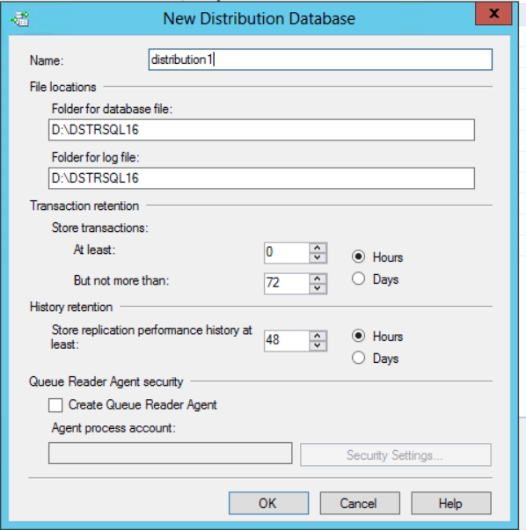 New Distribution Database
x
Name:
distribution1
File locations
Folder for database file:
D:\DSTRSQL16
Folder for log file:
D:\DSTRSQL16
Transaction retention
Store transactions:
At least:
0
Hours
But not more than:
72
Days
History retention
Store replication performance history at
least:
48
Hours
Days
Queue Reader Agent security
Create Queue Reader Agent
Agent process account:
Security Settings...
OK
Cancel
Help